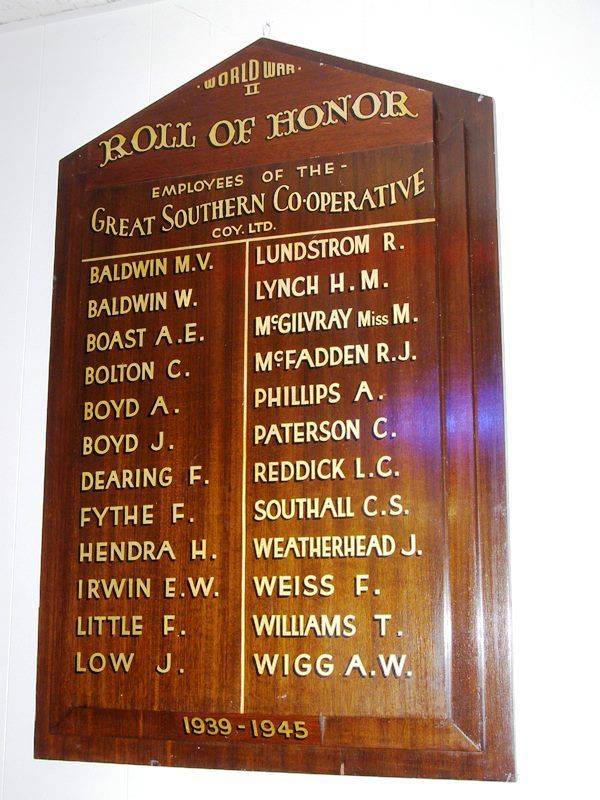 · WORLD WAR ·
II
ROLL OF HONOR
EMPLOYEES OF THE -
GREAT SOUTHERN CO-OPERATIVE
COY. LTD.
BALDWIN M.V.
BALDWIN W.
BOAST A.E.
BOLTON C.
BOYD A.
BOYD J.
DEARING F.
FYTHE F.
HENDRA H.
IRWIN E.W.
LITTLE F.
LOW J.
LUNDSTROM R.
LYNCH H.M.
McGILVRAY Miss M.
McFADDEN R.J.
PHILLIPS A.
PATERSON C.
REDDICK L.C.
SOUTHALL C.S.
WEATHERHEAD J.
WEISS F.
WILLIAMS T.
WIGG A.W.
1939 - 1945